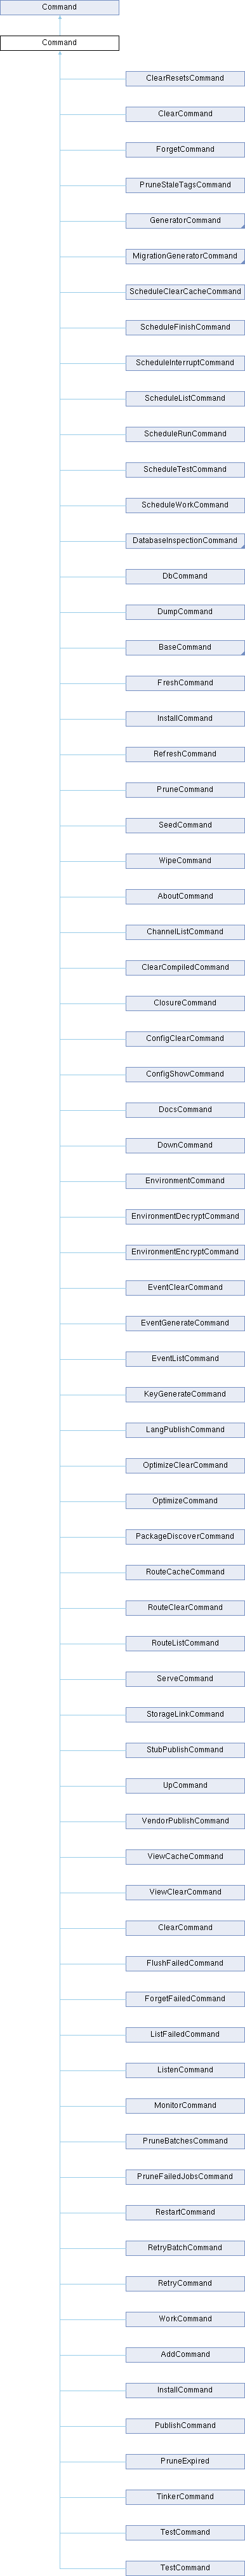 Command
Command
ClearResetsCommand
ClearCommand
ForgetCommand
PruneStaleTagsCommand
GeneratorCommand
MigrationGeneratorCommand
ScheduleClearCacheCommand
ScheduleFinishCommand
ScheduleInterruptCommand
ScheduleListCommand
ScheduleRunCommand
ScheduleTestCommand
ScheduleWorkCommand
DatabaseInspectionCommand
DbCommand
DumpCommand
BaseCommand
FreshCommand
InstallCommand
RefreshCommand
PruneCommand
SeedCommand
WipeCommand
AboutCommand
ChannelListCommand
ClearCompiledCommand
ClosureCommand
ConfigClearCommand
ConfigShowCommand
DocsCommand
DownCommand
EnvironmentCommand
EnvironmentDecryptCommand
EnvironmentEncryptCommand
EventClearCommand
EventGenerateCommand
EventListCommand
KeyGenerateCommand
LangPublishCommand
OptimizeClearCommand
OptimizeCommand
PackageDiscoverCommand
RouteCacheCommand
RouteClearCommand
RouteListCommand
ServeCommand
StorageLinkCommand
StubPublishCommand
UpCommand
VendorPublishCommand
ViewCacheCommand
ViewClearCommand
ClearCommand
FlushFailedCommand
ForgetFailedCommand
ListFailedCommand
ListenCommand
MonitorCommand
PruneBatchesCommand
PruneFailedJobsCommand
RestartCommand
RetryBatchCommand
RetryCommand
WorkCommand
AddCommand
InstallCommand
PublishCommand
PruneExpired
TinkerCommand
TestCommand
TestCommand